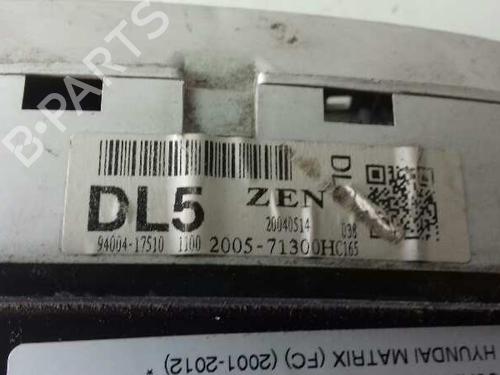 B-PARTS
DL5 ZEN DL
20040514 038
94004-17510 1100 2005-71300HC165
HYUNDAI MATRIX (FC) (2001-2012) *